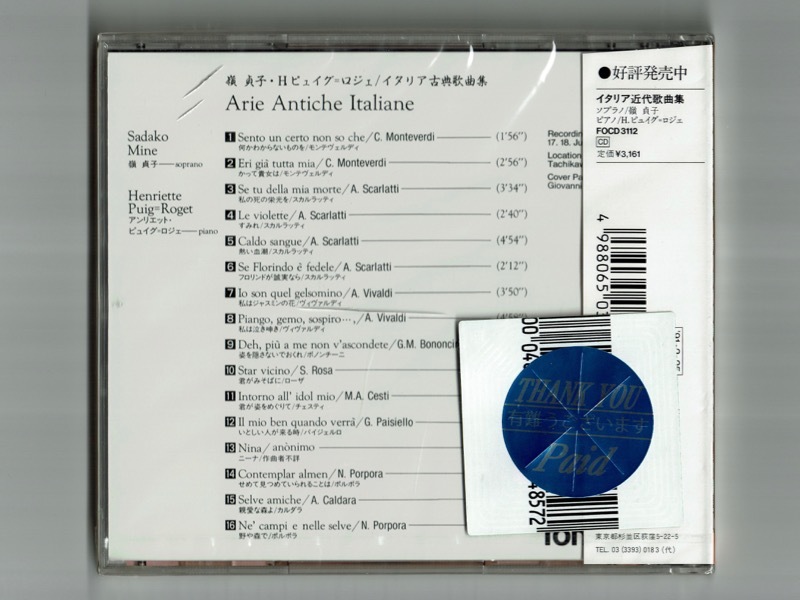 嶺 貞子・Hピュイグ=ロジェ/イタリア古典歌曲集
Arie Antiche Italiane
Sadako
Mine
嶺 貞子——soprano
Henriette
Puig=Roget
アンリエット・
ピュイグ=ロジェ——piano
1 Sento un certo non so che/C. Monteverdi (1'56")
何かわからないものを/モンテヴェルディ
2 Eri già tutta mia/C. Monteverdi (2'56")
かって貴女は/モンテヴェルディ
3 Se tu della mia morte/A. Scarlatti (3'34")
私の死の栄光を/スカルラッティ
4 Le violette/A. Scarlatti (2'40")
すみれ/スカルラッティ
5 Caldo sangue/A. Scarlatti (4'54")
熱い血潮/スカルラッティ
6 Se Florindo è fedele/A. Scarlatti (2'12")
フロリンドが誠実なら/スカルラッティ
7 Io son quel gelsomino/A. Vivaldi (3'50")
私はジャスミンの花/ヴィヴァルディ
8 Piango, gemo, sospiro…,/A. Vivaldi (4'58")
私は泣き呻き/ヴィヴァルディ
9 Deh, più a me non v'ascondete/G.M. Bononcin
姿を隠さないでおくれ/ボノンチーニ
10 Star vicino/S. Rosa
君がみそばに/ローザ
11 Intorno all' idol mio/M.A. Cesti
君が姿をめぐりて/チェスティ
12 Il mio ben quando verrà/G. Paisiello
いとしい人が来る時/パイジェルロ
13 Nina/anònimo
ニーナ/作曲者不詳
14 Contemplar almen/N. Porpora
せめて見つめていられることは/ポルポラ
15 Selve amiche/A. Caldara
親愛な森よ/カルダラ
16 Ne' campi e nelle selve/N. Porpora
野や森で/ポルポラ
Recording
17. 18. Ju
Location
Tachikaw
Cover Pa
Giovanni
●好評発売中
イタリア近代歌曲集
ソプラノ/嶺 貞子
ピアノ/H.ピュイグ=ロジェ
FOCD3112
CD
定価¥3,161
4 988065 0
THANK YOU
有難うございます
Paid
00 04
48572
東京都杉並区荻窪5-22-5
TEL. 03 (3393) 0183 (代)